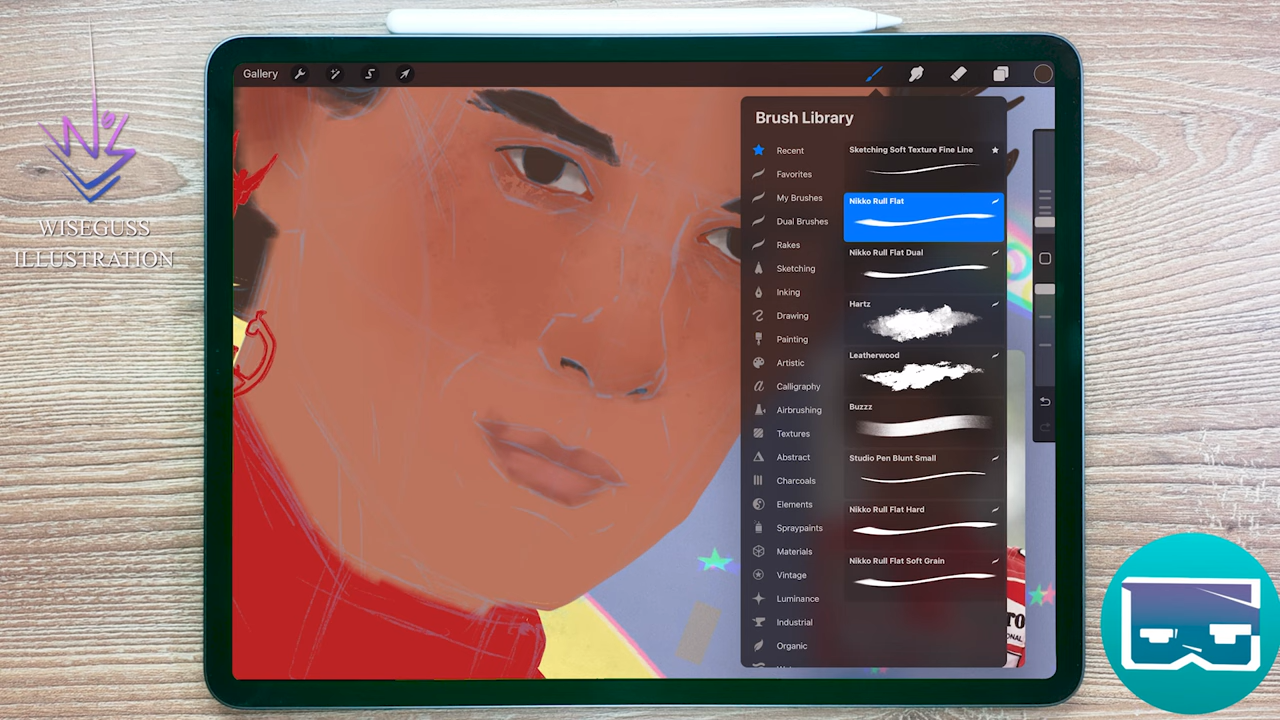 Gallery
Brush Library
Recent
Favorites
My Brushes
Dual Brushes
Rakes
Sketching
Inking
Drawing
Painting
Artistic
Calligraphy
Airbrushing
Textures
Abstract
Charcoals
Elements
Spraypaints
Materials
Vintage
Luminance
Industrial
Organic
Sketching Soft Texture Fine Line
Nikko Rull Flat
Nikko Rull Flat Dual
Hartz
Leatherwood
Buzzz
Studio Pen Blunt Small
Nikko Rull Flat Hard
Nikko Rull Flat Soft Grain
WISEGUSS
ILLUSTRATION